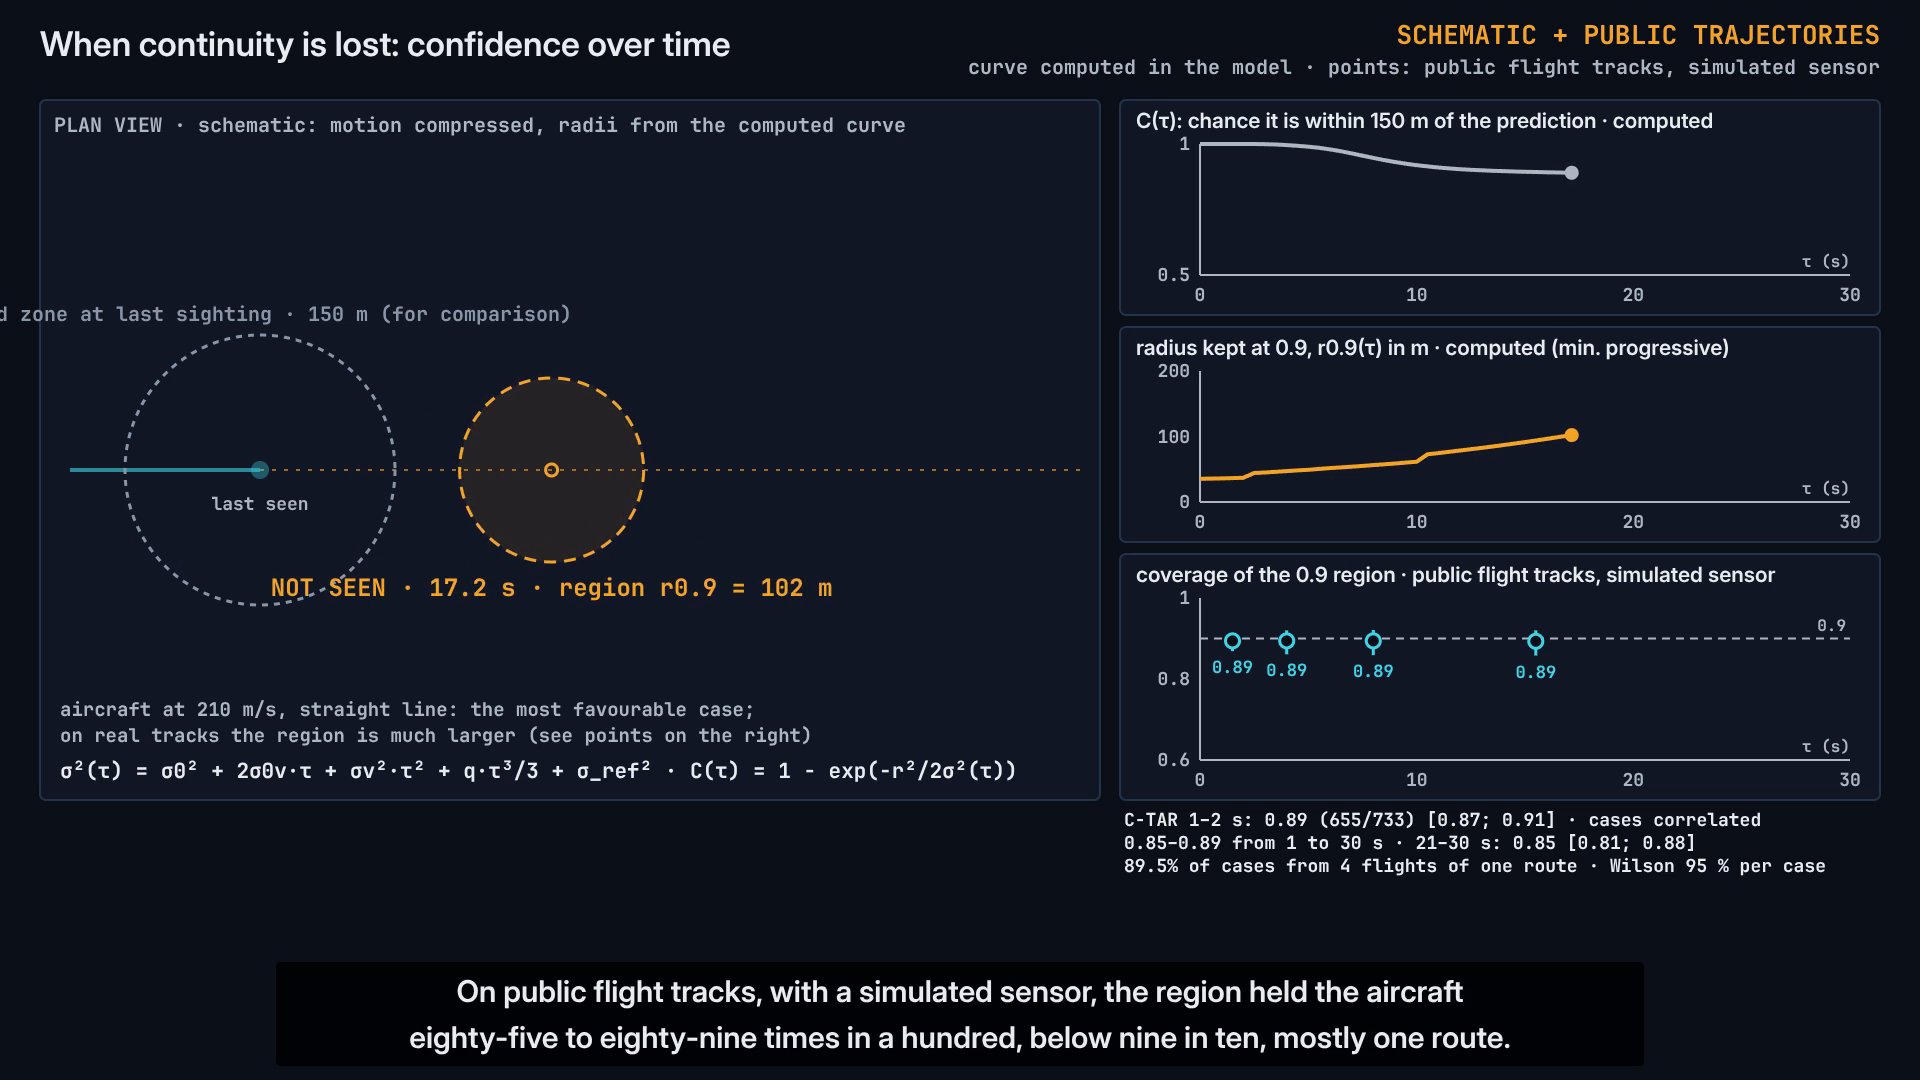 When continuity is lost: confidence over time
SCHEMATIC + PUBLIC TRAJECTORIES
curve computed in the model · points: public flight tracks, simulated sensor
PLAN VIEW · schematic: motion compressed, radii from the computed curve
d zone at last sighting · 150 m (for comparison)
last seen
NOT SEEN · 17.2 s · region r0.9 = 102 m
aircraft at 210 m/s, straight line: the most favourable case;
on real tracks the region is much larger (see points on the right)
σ²(τ) = σ0² + 2σ0v·τ + σv²·τ² + q·τ³/3 + σ_ref² · C(τ) = 1 - exp(-r²/2σ²(τ))
C(τ): chance it is within 150 m of the prediction · computed
1
0.5
τ (s)
0 10 20 30
radius kept at 0.9, r0.9(τ) in m · computed (min. progressive)
200
100
0
τ (s)
0 10 20 30
coverage of the 0.9 region · public flight tracks, simulated sensor
1
0.9
0.89 0.89 0.89 0.89
0.8
τ (s)
0.6
0 10 20 30
C-TAR 1–2 s: 0.89 (655/733) [0.87; 0.91] · cases correlated
0.85–0.89 from 1 to 30 s · 21–30 s: 0.85 [0.81; 0.88]
89.5% of cases from 4 flights of one route · Wilson 95 % per case
On public flight tracks, with a simulated sensor, the region held the aircraft
eighty-five to eighty-nine times in a hundred, below nine in ten, mostly one route.